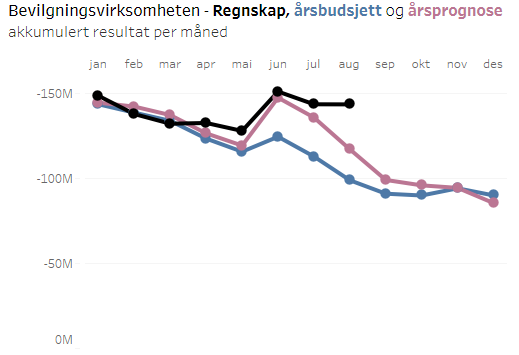 Bevilgningsvirksomheten - Regnskap, årsbudsjett og årsprognose
akkumulert resultat per måned
jan feb mar apr mai jun jul aug sep okt nov des
-150M
-100M
-50M
0M